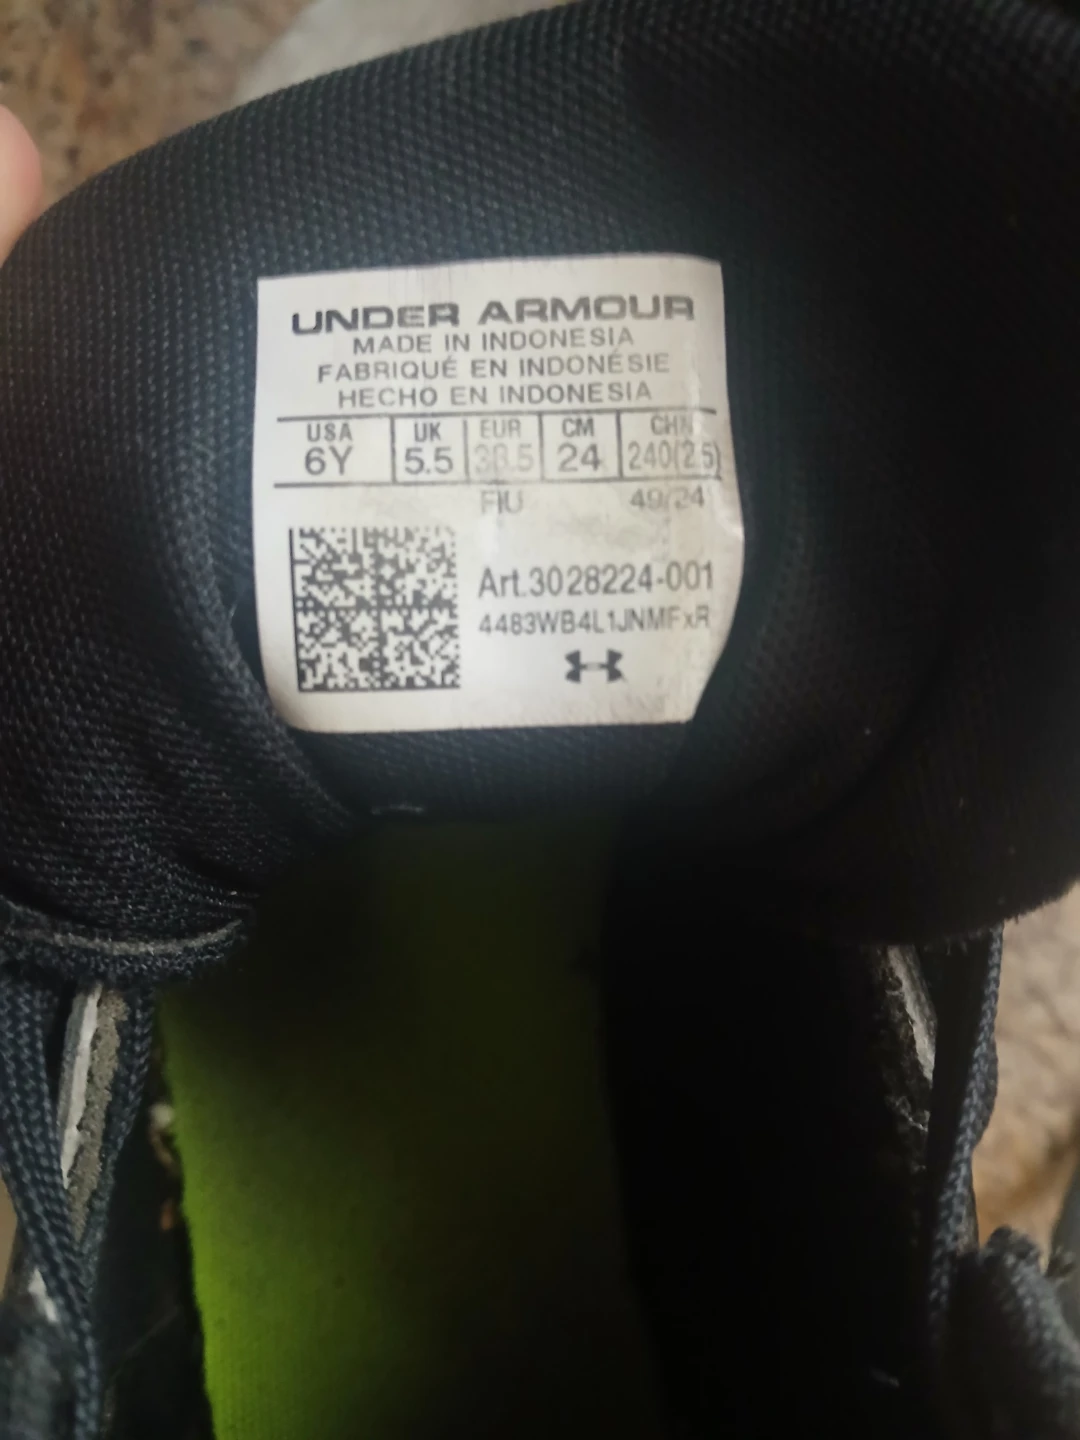 UNDER ARMOUR
MADE IN INDONESIA
FABRIQUÉ EN INDONÉSIE
HECHO EN INDONESIA
USA UK EUR CM CHN
6Y 5.5 38.5 24 240(2.5)
FIU 49/24
Art.3028224-001
4483WB4L1JNMFxR